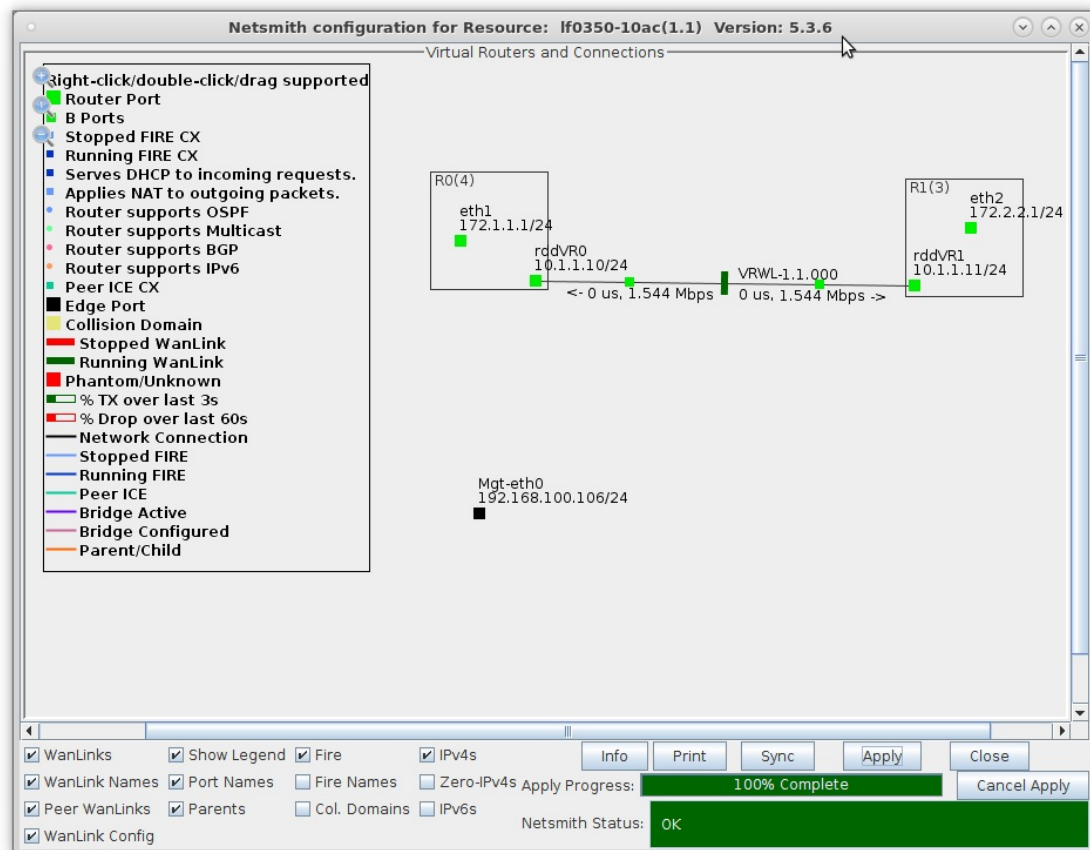 Netsmith configuration for Resource: lf0350-10ac(1.1) Version: 5.3.6
Virtual Routers and Connections
Right-click/double-click/drag supported
Router Port
B Ports
Stopped FIRE CX
Running FIRE CX
Serves DHCP to incoming requests.
Applies NAT to outgoing packets.
Router supports OSPF
Router supports Multicast
Router supports BGP
Router supports IPv6
Peer ICE CX
Edge Port
Collision Domain
Stopped WanLink
Running WanLink
Phantom/Unknown
% TX over last 3s
% Drop over last 60s
Network Connection
Stopped FIRE
Running FIRE
Peer ICE
Bridge Active
Bridge Configured
Parent/Child
R0(4)
eth1
172.1.1.1/24
rddVR0
10.1.1.10/24
<- 0 us, 1.544 Mbps
VRWL-1.1.000
0 us, 1.544 Mbps ->
R1(3)
eth2
172.2.2.1/24
rddVR1
10.1.1.11/24
Mgt-eth0
192.168.100.106/24
WanLinks Show Legend Fire IPv4s Info Print Sync Apply Close
WanLink Names Port Names Fire Names Zero-IPv4s Apply Progress: 100% Complete Cancel Apply
Peer WanLinks Parents Col. Domains IPv6s
Netsmith Status: OK
WanLink Config